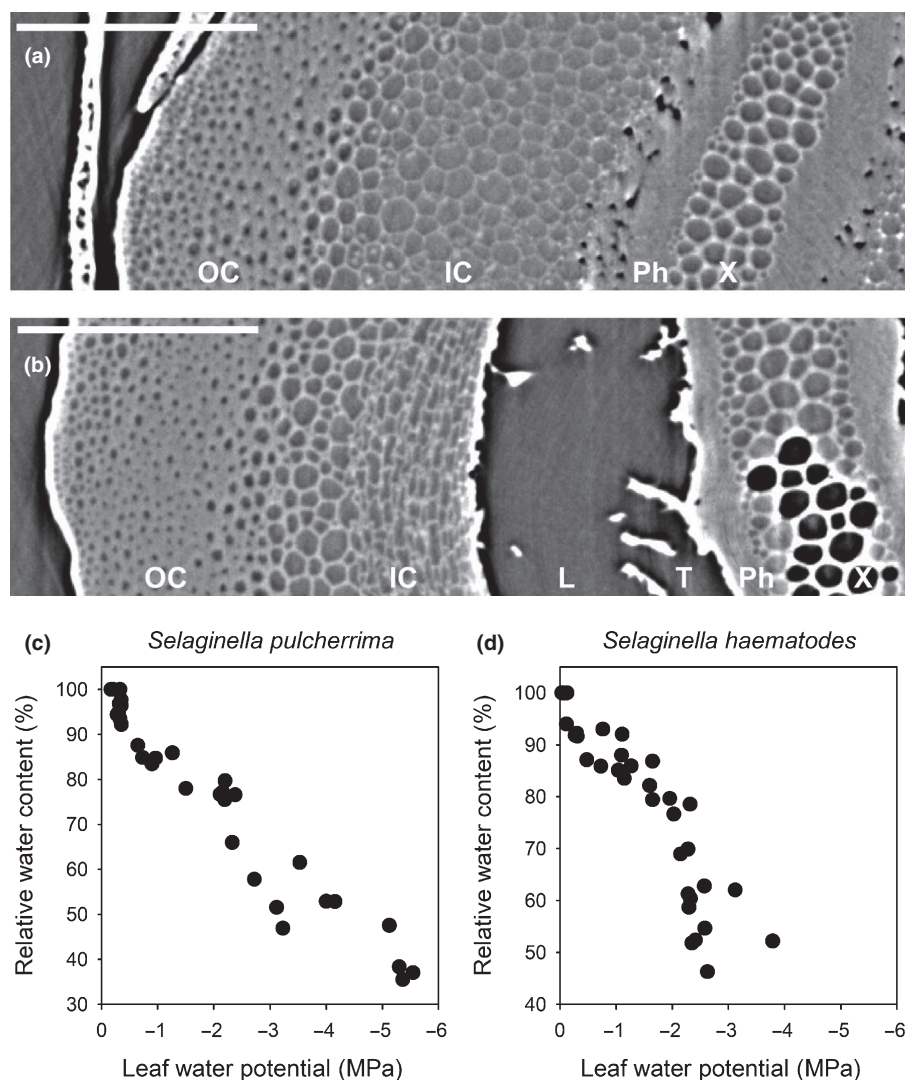 (a)
OC IC Ph X
(b)
OC IC L T Ph X
(c) Selaginella pulcherrima
100
90
80
70
60
50
40
30
0 –1 –2 –3 –4 –5 –6
Relative water content (%)
Leaf water potential (MPa)
(d) Selaginella haematodes
100
90
80
70
60
50
40
0 –1 –2 –3 –4 –5 –6
Relative water content (%)
Leaf water potential (MPa)